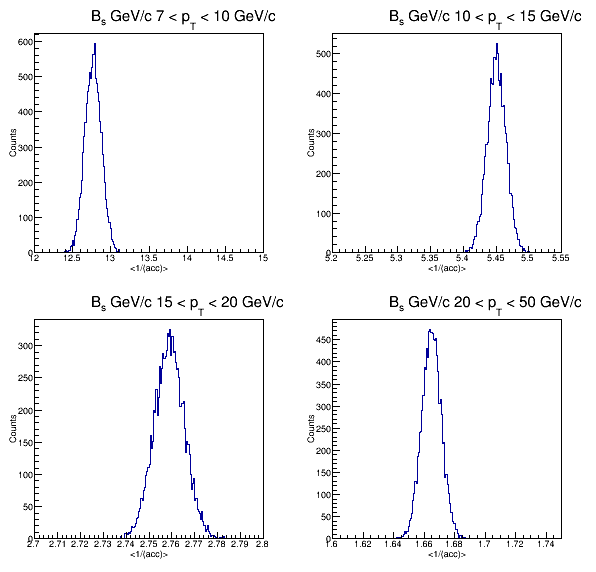 B_s GeV/c 7 < p_T < 10 GeV/c
600
500
400
300
200
100
0
Counts
12 12.5 13 13.5 14 14.5 15
<1/(acc)>
B_s GeV/c 10 < p_T < 15 GeV/c
500
400
300
200
100
0
Counts
5.2 5.25 5.3 5.35 5.4 5.45 5.5 5.55
<1/(acc)>
B_s GeV/c 15 < p_T < 20 GeV/c
300
250
200
150
100
50
0
Counts
2.7 2.71 2.72 2.73 2.74 2.75 2.76 2.77 2.78 2.79 2.8
<1/(acc)>
B_s GeV/c 20 < p_T < 50 GeV/c
450
400
350
300
250
200
150
100
50
0
Counts
1.6 1.62 1.64 1.66 1.68 1.7 1.72 1.74
<1/(acc)>